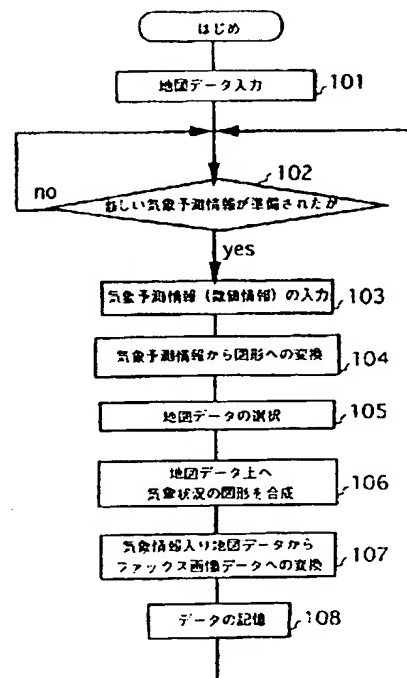 はじめ
地図データ入力
101
102
新しい気象予測情報が準備されたか
no
yes
気象予測情報（数値情報）の入力
103
気象予測情報から図形への変換
104
地図データの選択
105
地図データ上へ
気象状況の図形を合成
106
気象情報入り地図データから
ファックス画像データへの変換
107
データの記憶
108